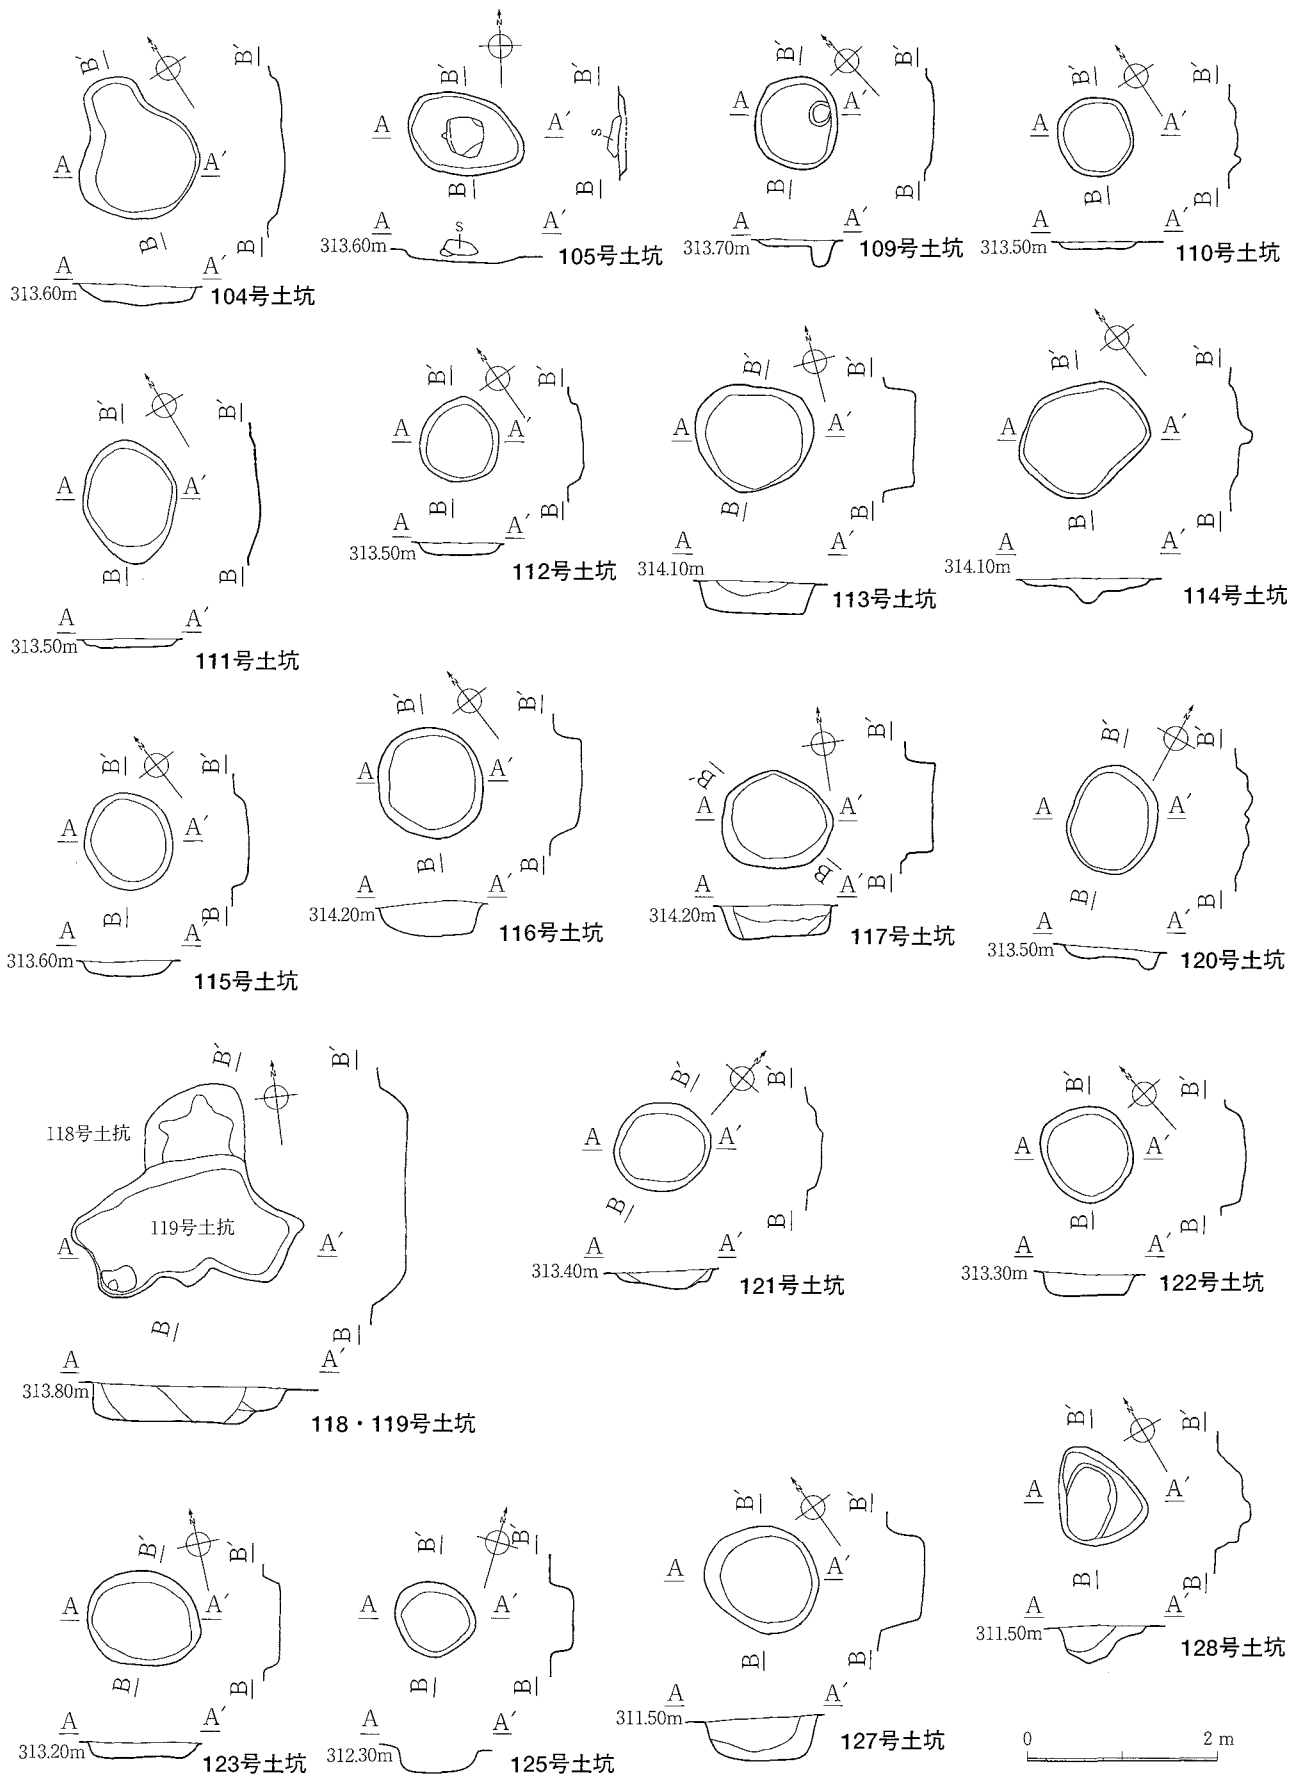 N
B B`
A A′
B B`
A A′
313.60m
104号土坑
N
B B`
A A′
S
B B`
A A′
S
313.60m
105号土坑
N
B B`
A A′
B B`
A A′
313.70m
109号土坑
N
B B`
A A′
B B`
A A′
313.50m
110号土坑
N
B B`
A A′
B B`
A A′
313.50m
111号土坑
N
B B`
A A′
B B`
A A′
313.50m
112号土坑
N
B B`
A A′
B B`
A A′
314.10m
113号土坑
N
B B`
A A′
B B`
A A′
314.10m
114号土坑
N
B B`
A A′
B B`
A A′
313.60m
115号土坑
N
B B`
A A′
B B`
A A′
314.20m
116号土坑
N
B B`
A A′
B B`
A A′
314.20m
117号土坑
N
B B`
A A′
B B`
A A′
313.50m
120号土坑
N
B B`
118号土坑
119号土坑
A A′
B B`
A A′
313.80m
118・119号土坑
N
B B`
A A′
B B`
A A′
313.40m
121号土坑
N
B B`
A A′
B B`
A A′
313.30m
122号土坑
N
B B`
A A′
B B`
A A′
313.20m
123号土坑
N
B B`
A A′
B B`
A A′
312.30m
125号土坑
N
B B`
A A′
B B`
A A′
311.50m
127号土坑
N
B B`
A A′
B B`
A A′
311.50m
128号土坑
0 2 m